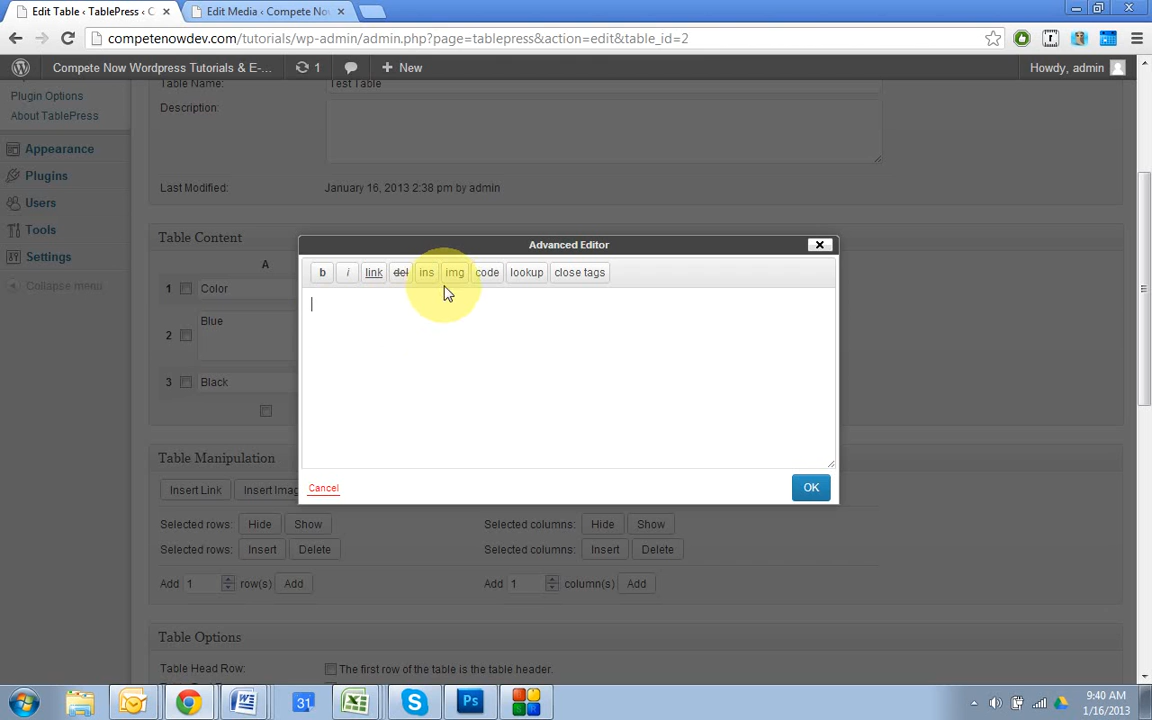 Edit Table ‹ TablePress ‹ C
Edit Media ‹ Compete Now
competenowdev.com/tutorials/wp-admin/admin.php?page=tablepress&action=edit&table_id=2
Compete Now Wordpress Tutorials & E-...
1
New
Howdy, admin
Plugin Options
About TablePress
Appearance
Plugins
Users
Tools
Settings
Collapse menu
Table Name:
Test Table
Description:
Last Modified:
January 16, 2013 2:38 pm by admin
Table Content
A
1
Color
2
Blue
3
Black
Advanced Editor
b
i
link
del
ins
img
code
lookup
close tags
Cancel
OK
Table Manipulation
Insert Link
Insert Imag
Selected rows:
Hide
Show
Selected columns:
Hide
Show
Selected rows:
Insert
Delete
Selected columns:
Insert
Delete
Add
1
row(s)
Add
Add
1
column(s)
Add
Table Options
Table Head Row:
The first row of the table is the table header.
31
Ps
9:40 AM
1/16/2013